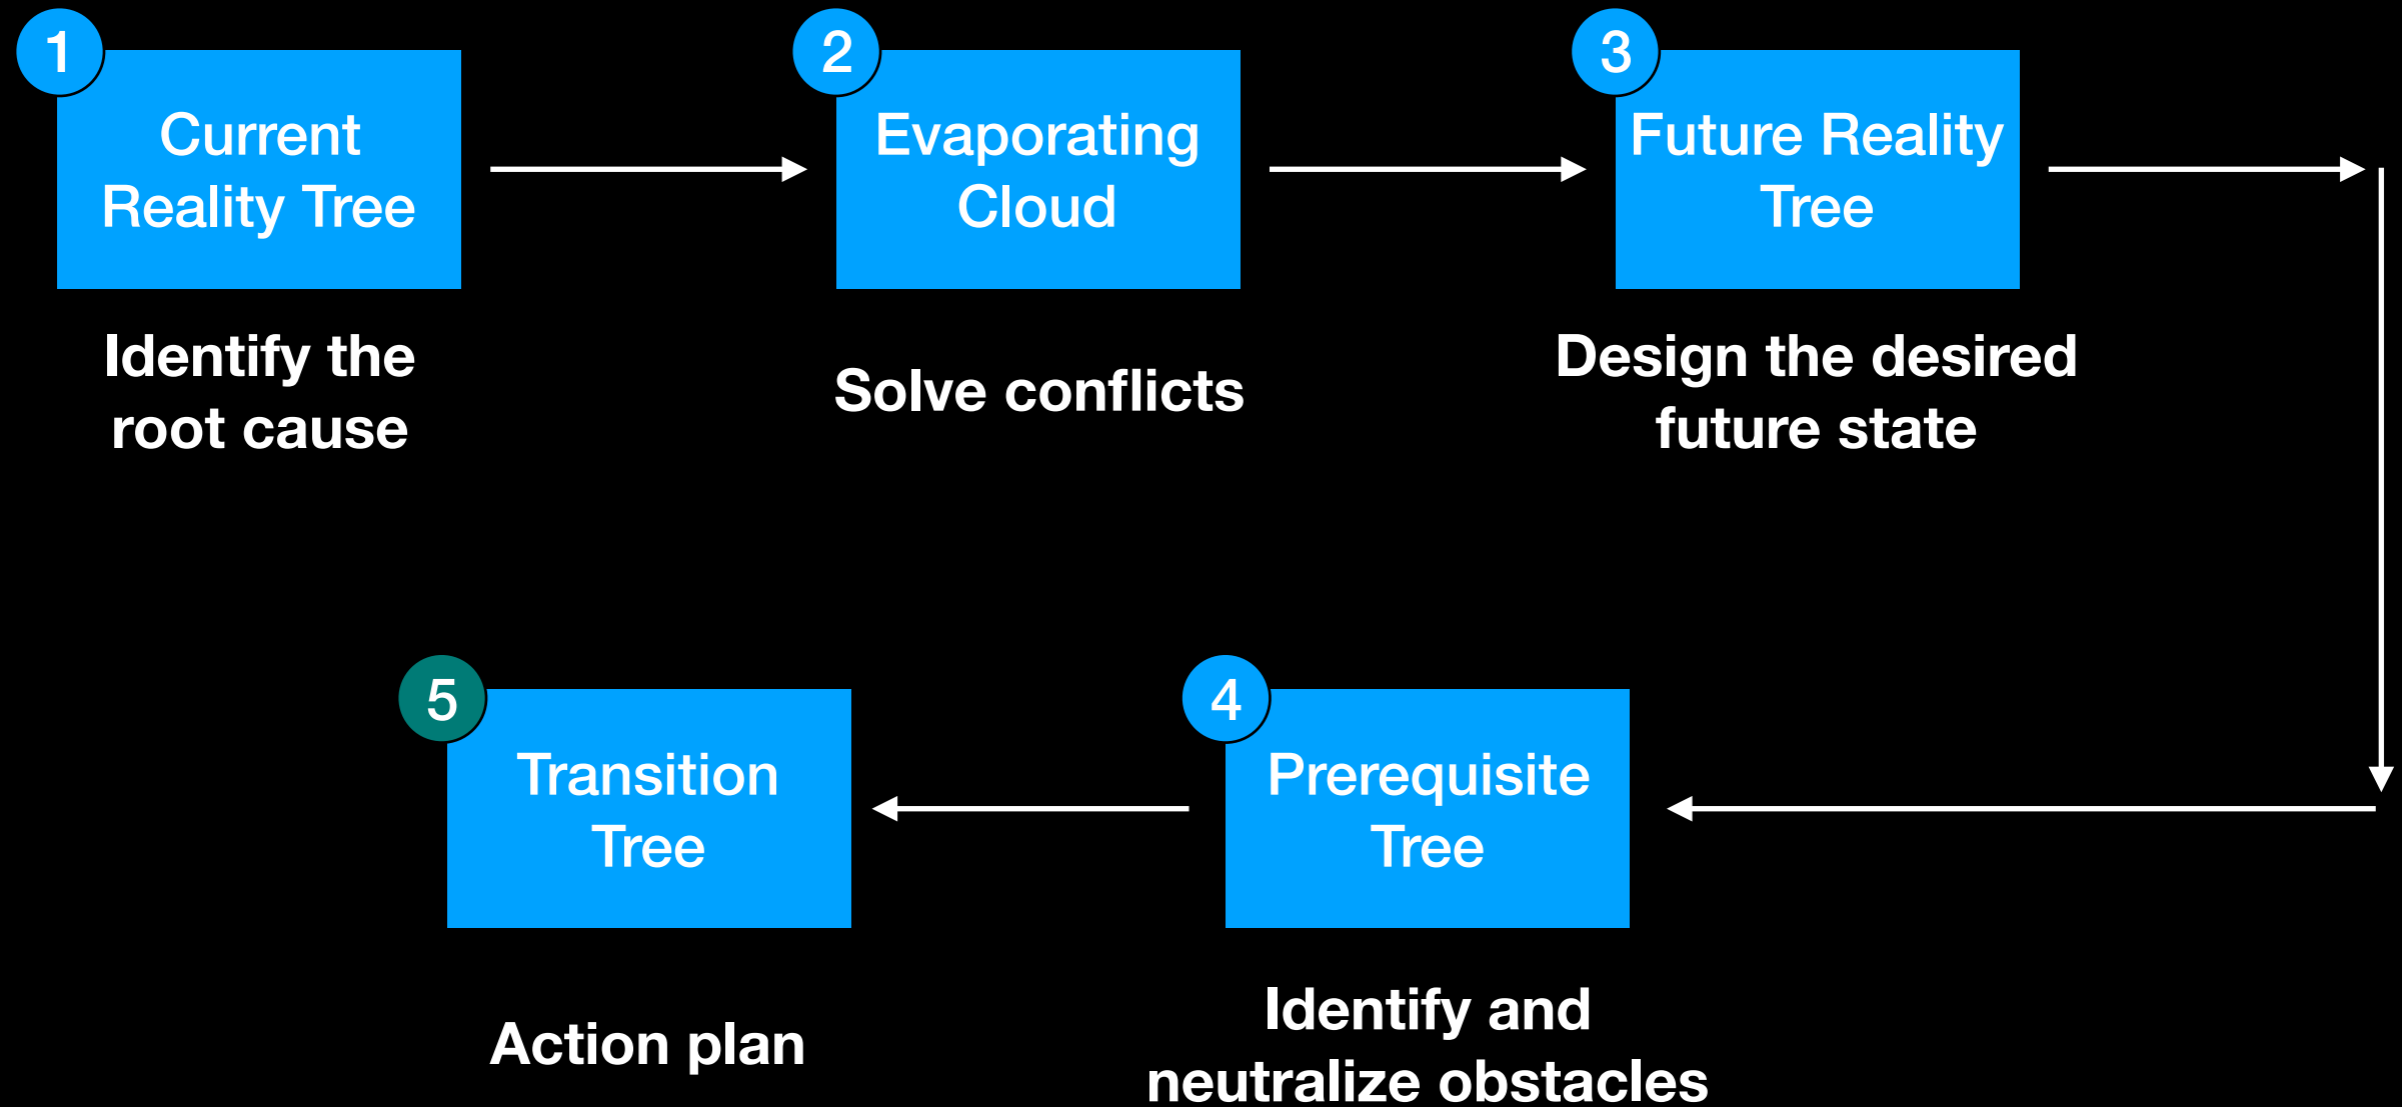 1
Current
Reality Tree
Identify the
root cause
2
Evaporating
Cloud
Solve conflicts
3
Future Reality
Tree
Design the desired
future state
4
Prerequisite
Tree
Identify and
neutralize obstacles
5
Transition
Tree
Action plan